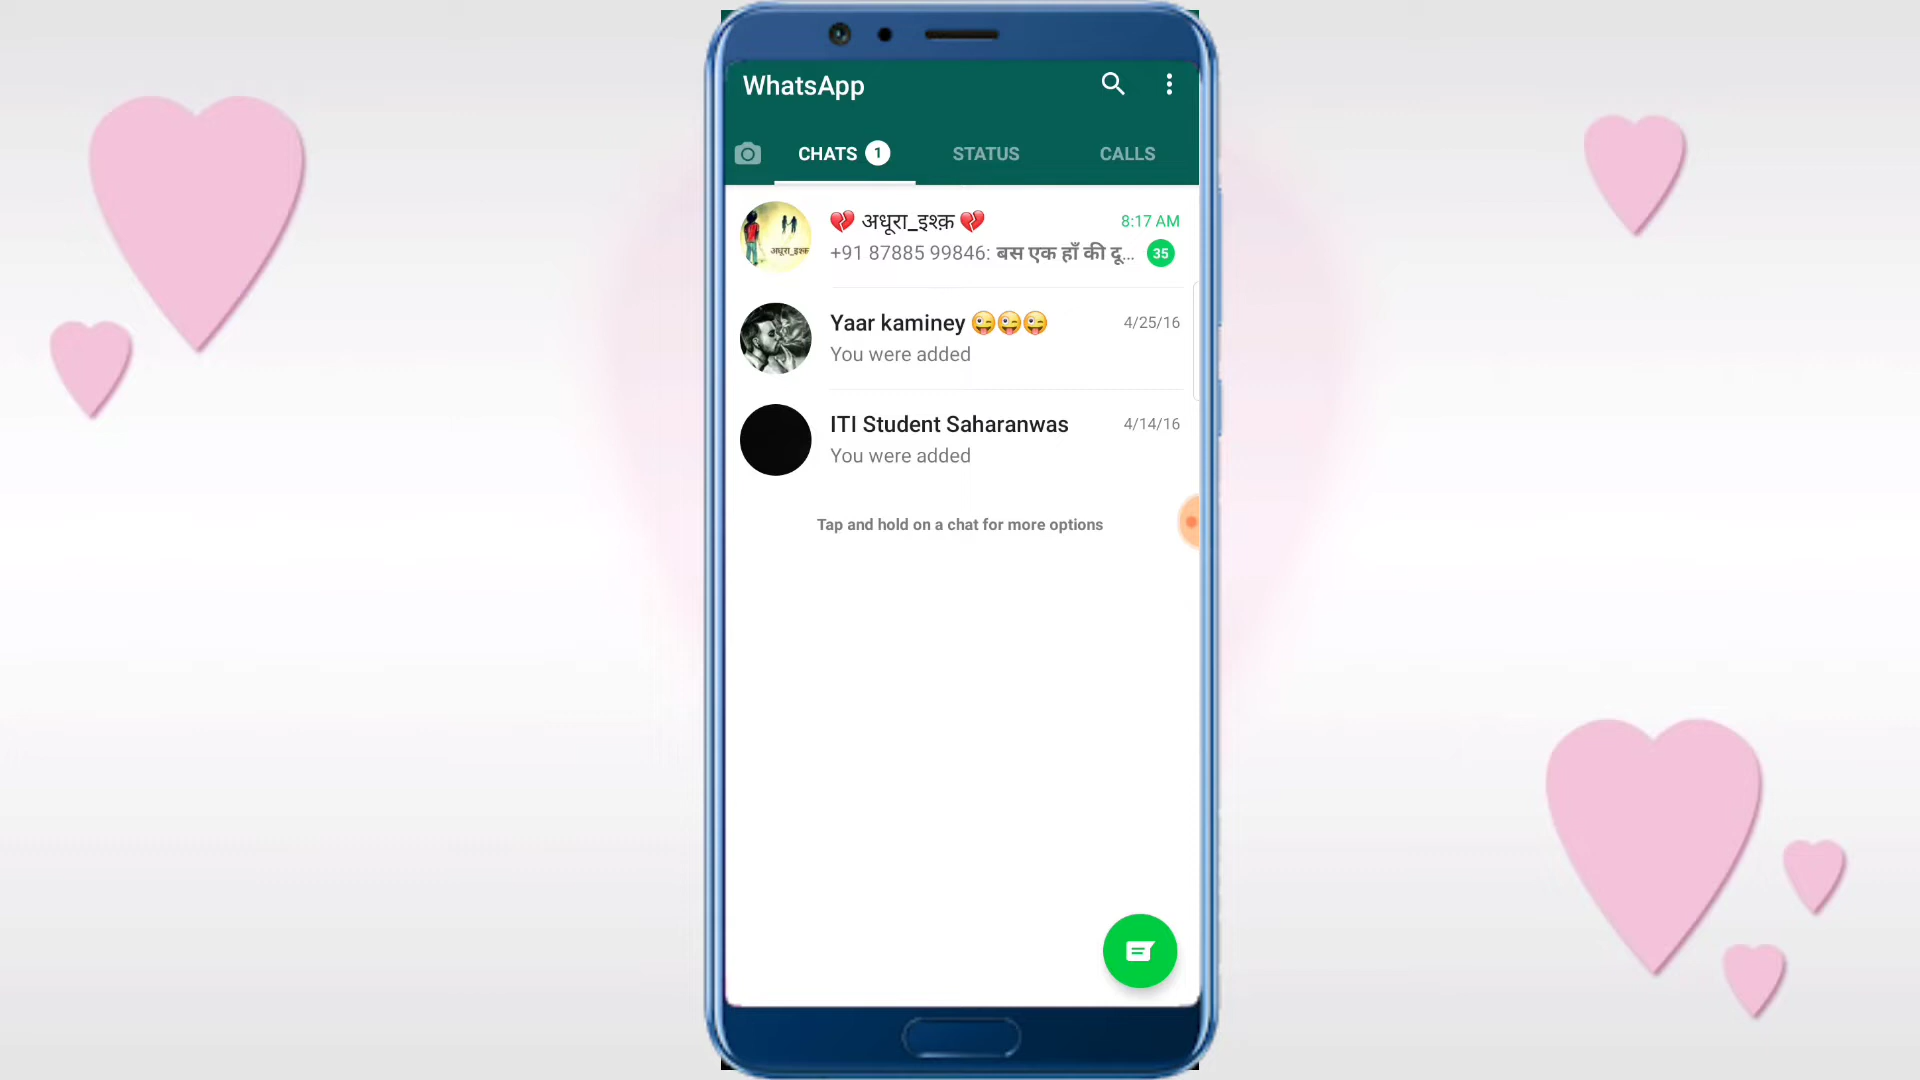 WhatsApp
CHATS 1 STATUS CALLS
💔 अधूरा_इश्क़ 💔 8:17 AM
+91 87885 99846: बस एक हाँ की दू... 35
अधूरा_इश्क
Yaar kaminey 😜😜😜 4/25/16
You were added
ITI Student Saharanwas 4/14/16
You were added
Tap and hold on a chat for more options